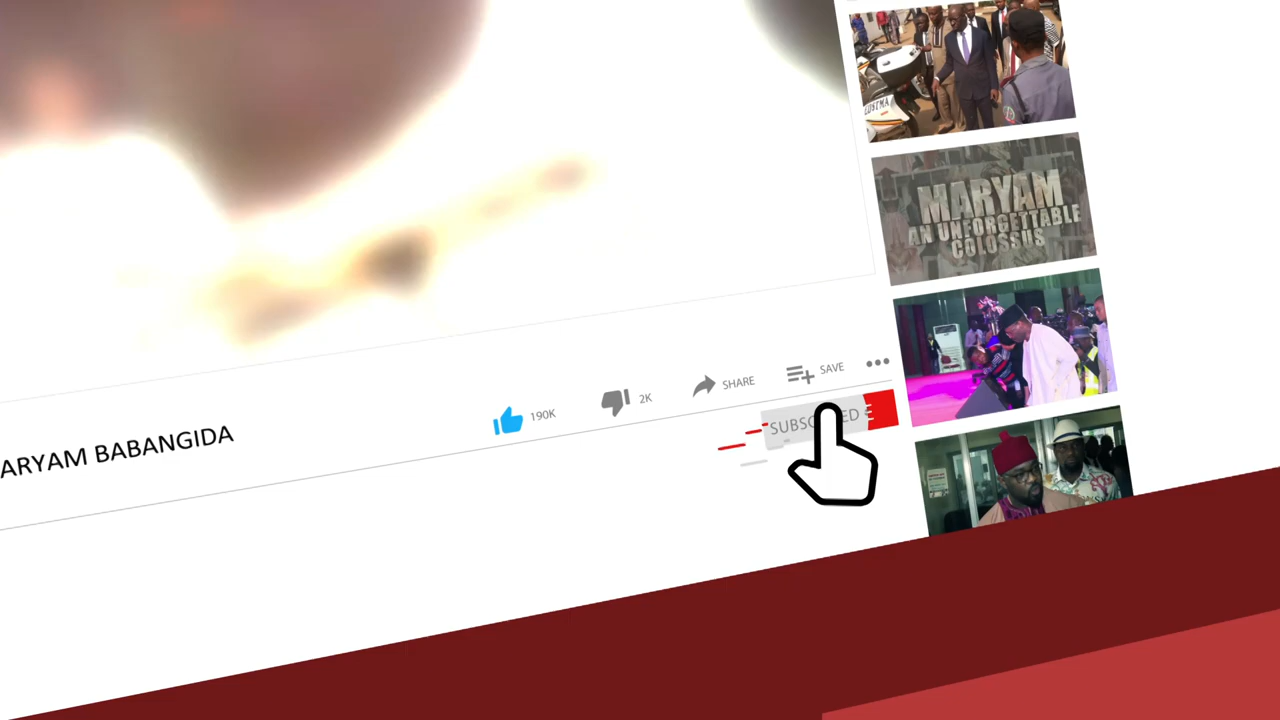 MARYAM
AN UNFORGETTABLE
COLOSSUS
190K
2K
SHARE
SAVE
ARYAM BABANGIDA